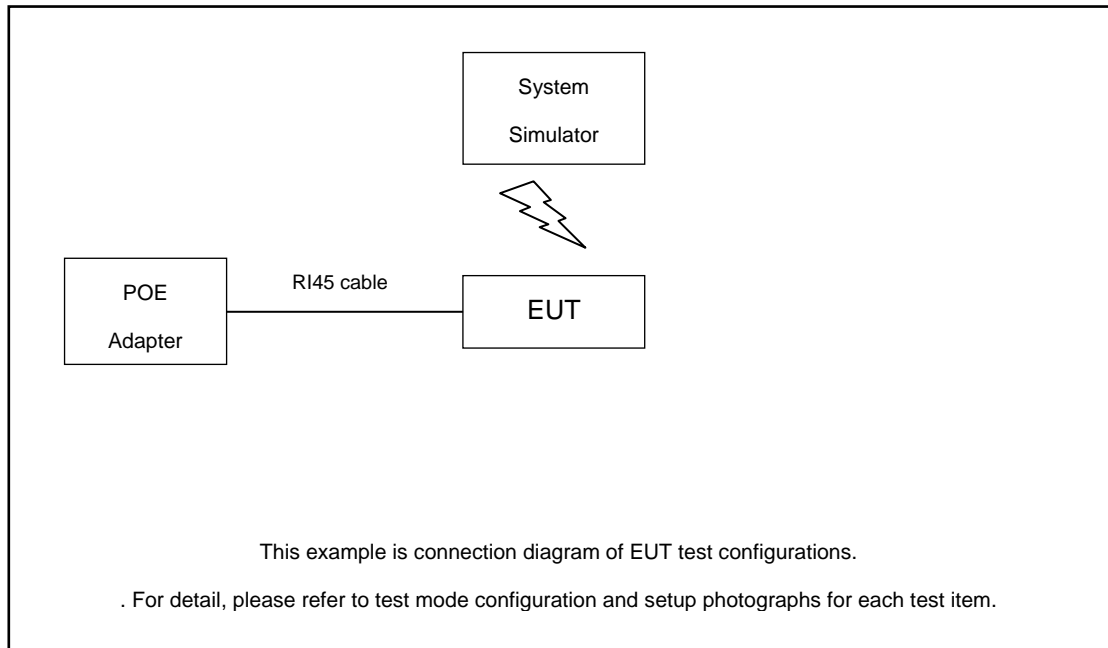 System
Simulator
RI45 cable
POE
Adapter
EUT
This example is connection diagram of EUT test configurations.
. For detail, please refer to test mode configuration and setup photographs for each test item.